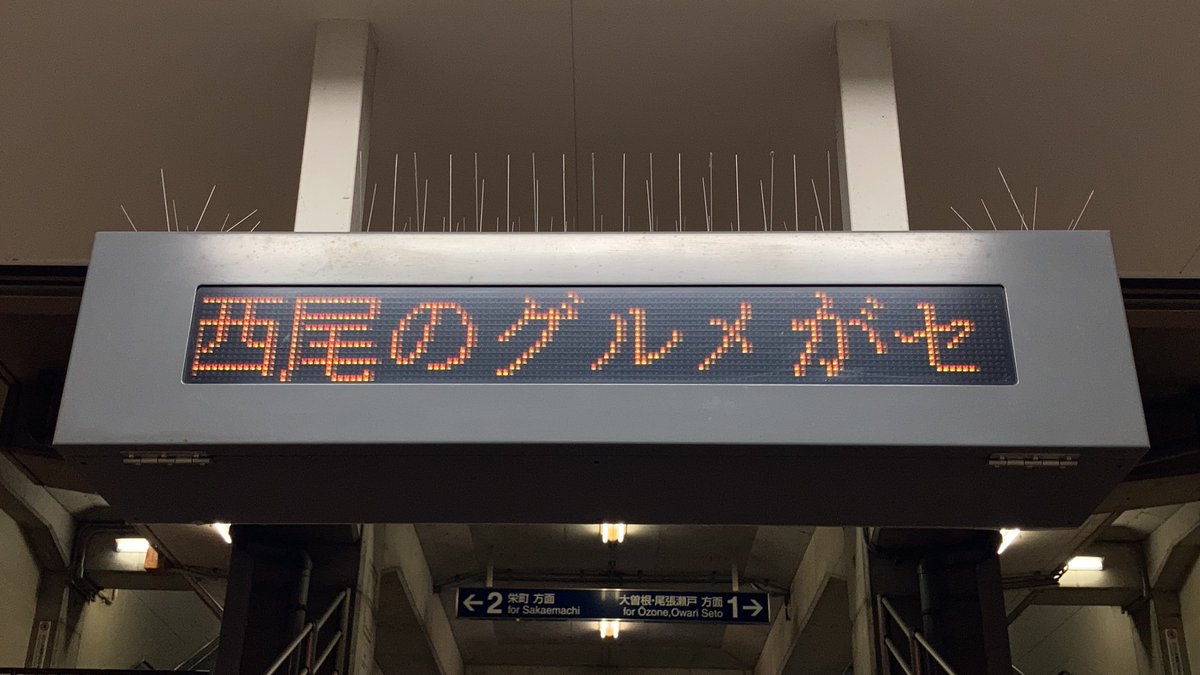 西尾のグルメがセ
←2 栄町 方面
for Sakaemachi
大曽根・尾張瀬戸 方面 1→
for Ozone,Owari Seto